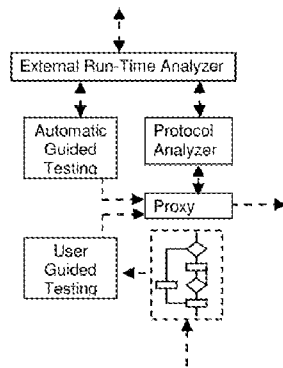 External Run-Time Analyzer
Automatic
Guided
Testing
Protocol
Analyzer
Proxy
User
Guided
Testing